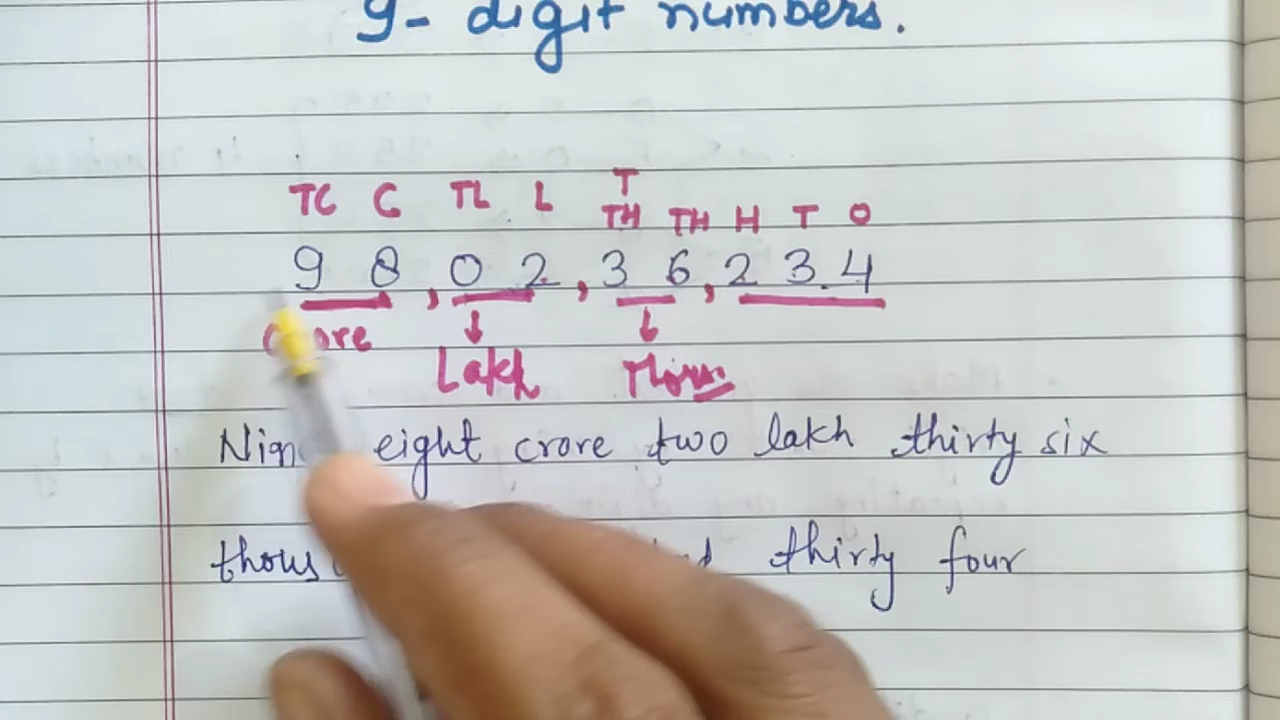 9- digit numbers.
TC C TL L T
TH TH H T O
9 8 , 0 2 , 3 6 , 2 3 4
Lakh
eight crore two lakh thirty six
thirty four